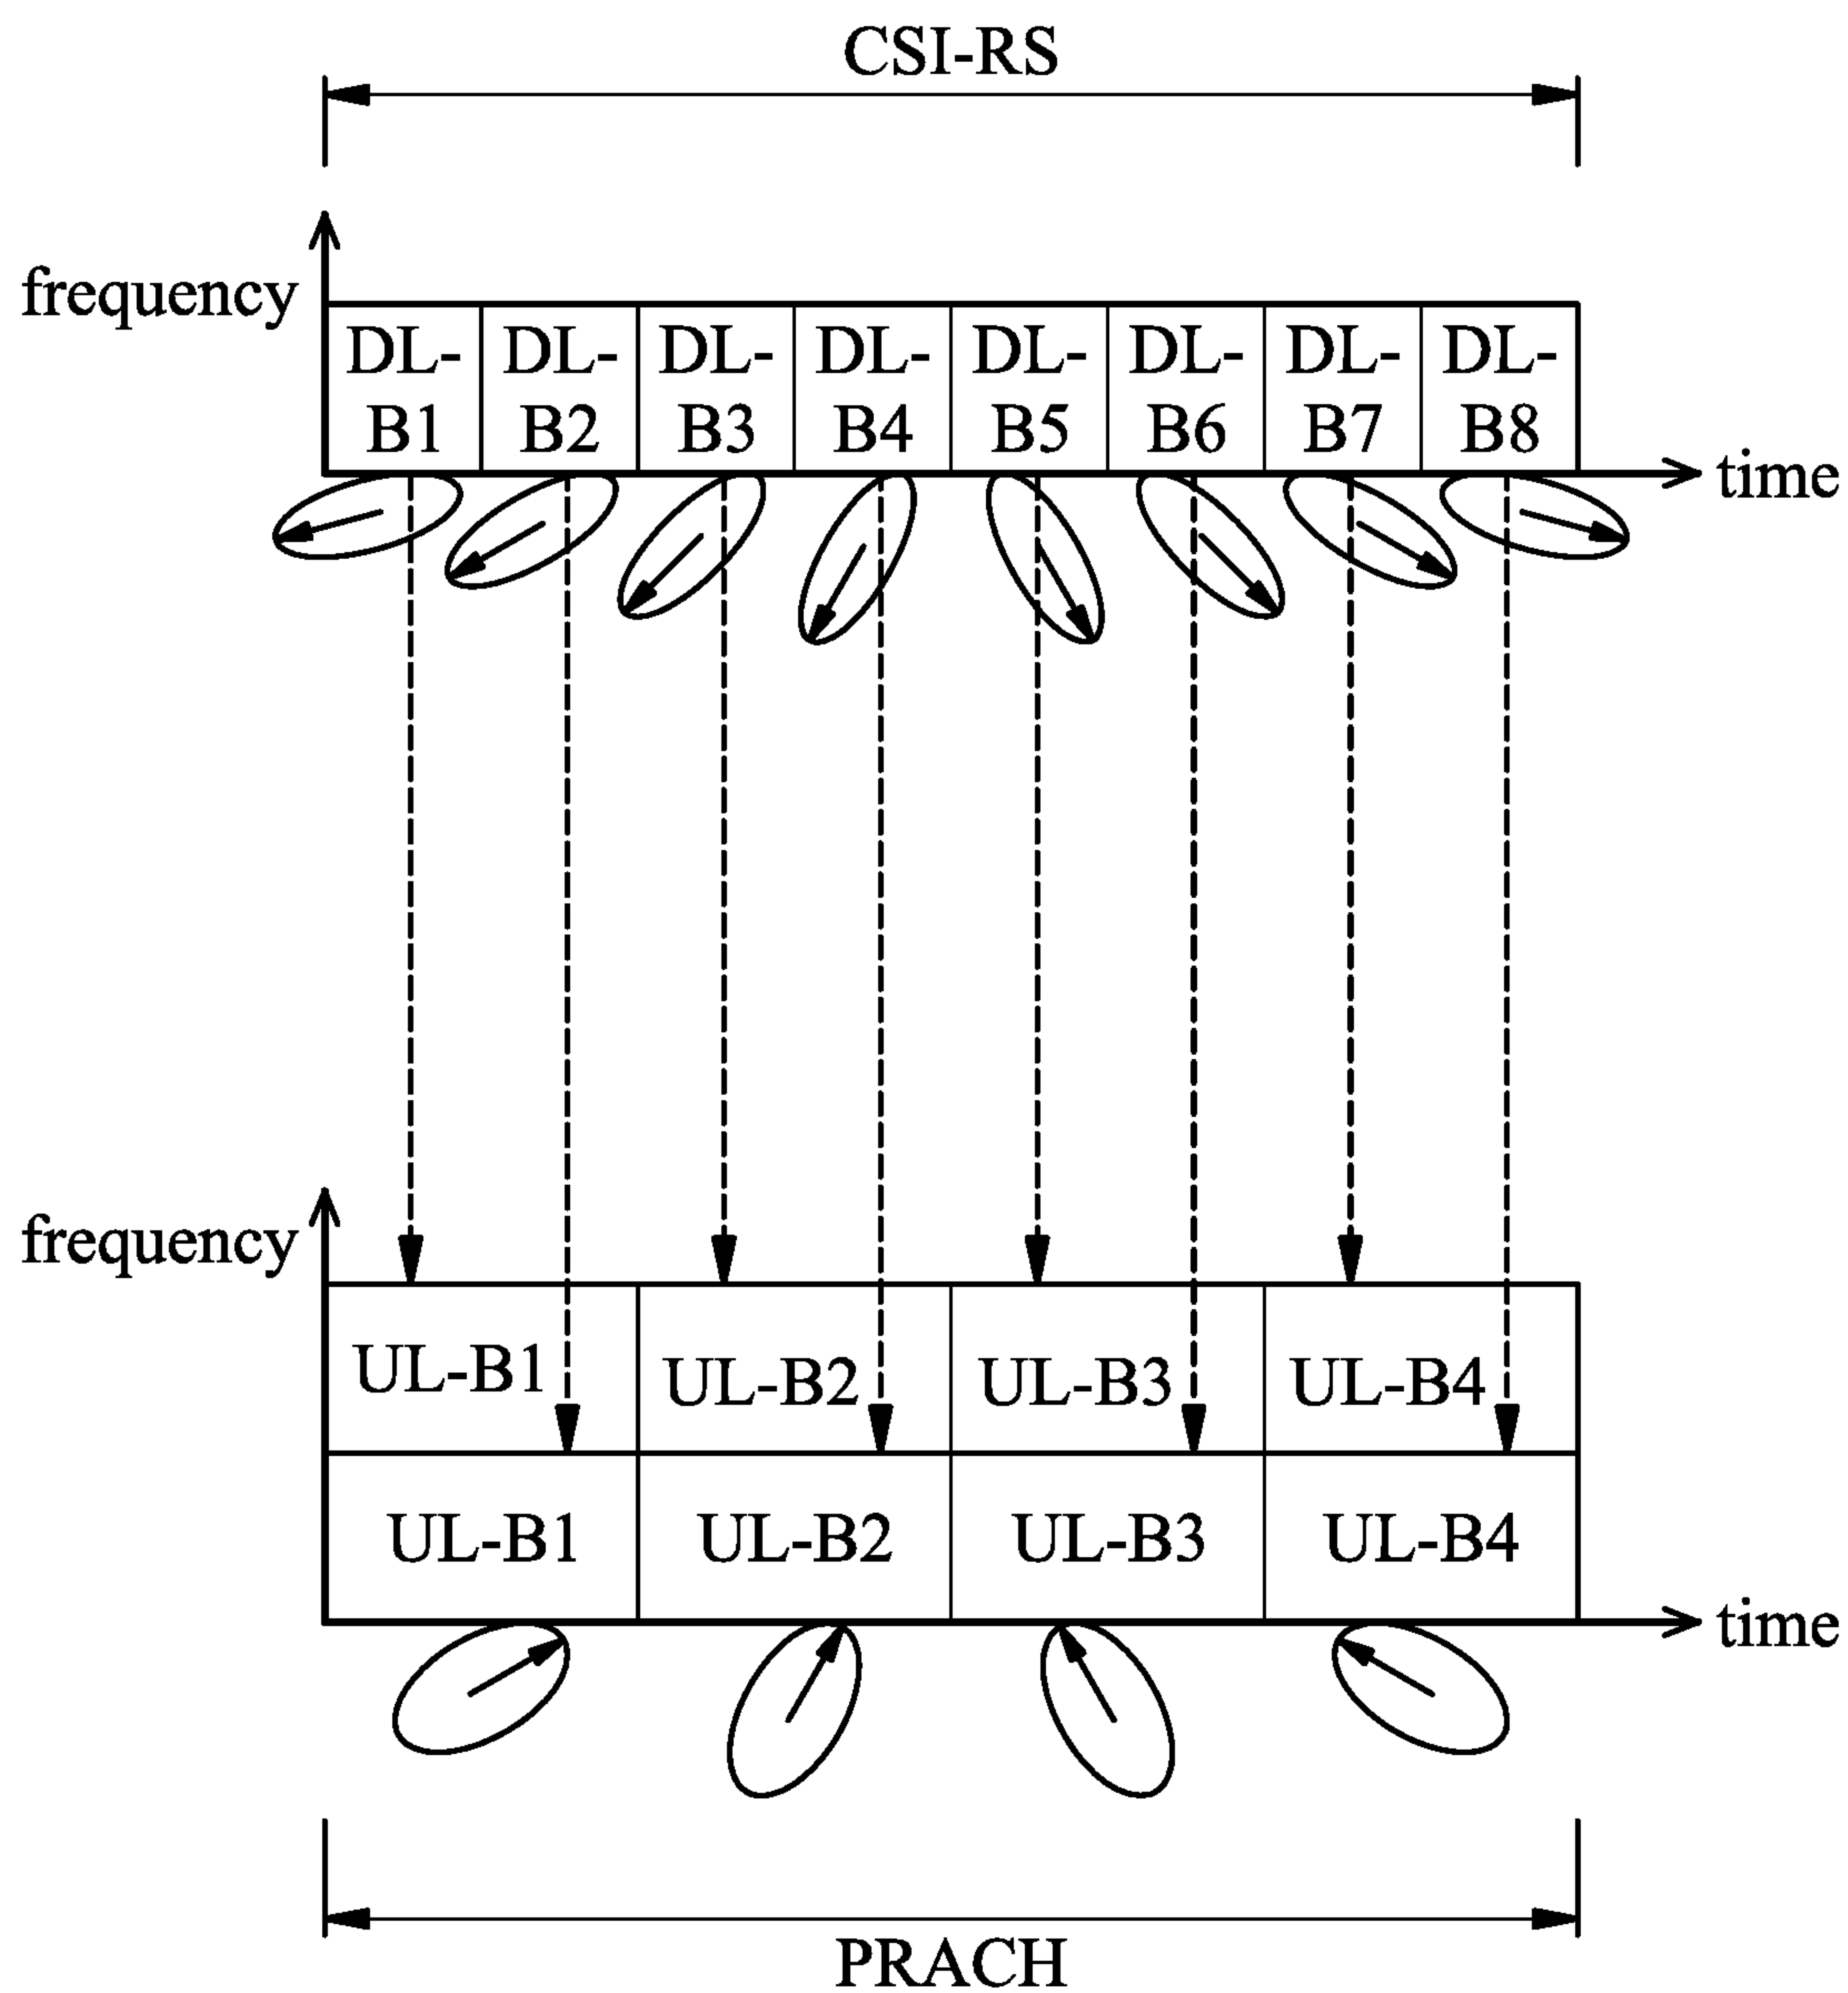 CSI-RS
frequency
DL- DL- DL- DL- DL- DL- DL- DL-
B1 B2 B3 B4 B5 B6 B7 B8
time
frequency
UL-B1 UL-B2 UL-B3 UL-B4
UL-B1 UL-B2 UL-B3 UL-B4
time
PRACH